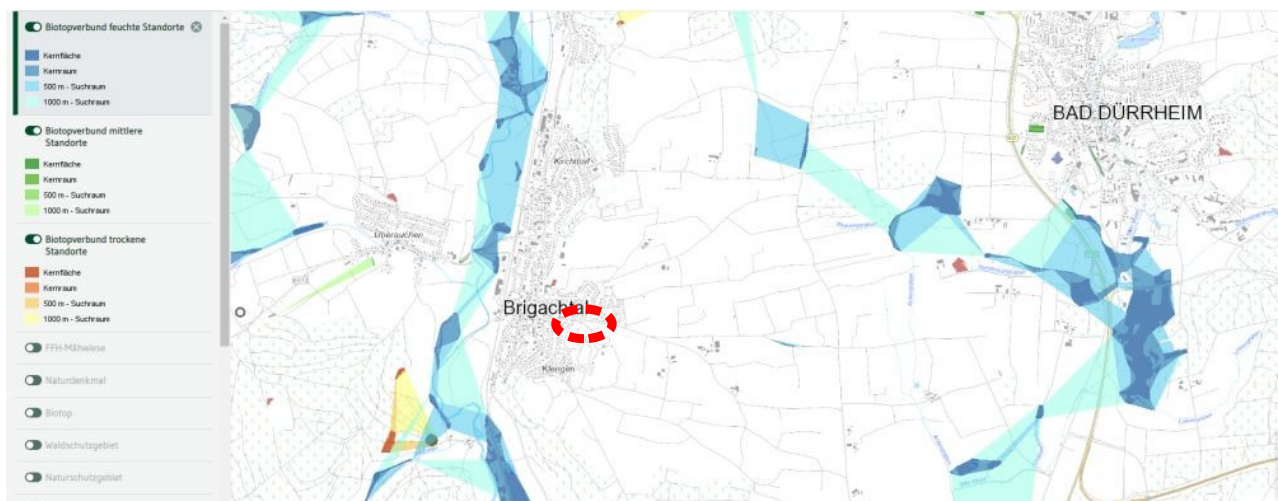 Biotopverbund feuchte Standorte
Kernfläche
Kernraum
500 m - Suchraum
1000 m - Suchraum
Biotopverbund mittlere
Standorte
Kernfläche
Kernraum
500 m - Suchraum
1000 m - Suchraum
Biotopverbund trockene
Standorte
Kernfläche
Kernraum
500 m - Suchraum
1000 m - Suchraum
FFH-Mähwiese
Naturdenkmal
Biotop
Waldschutzgebiet
Naturschutzgebiet
BAD DÜRRHEIM
Kirchdorf
Überauchen
Brigachtal
Klengen